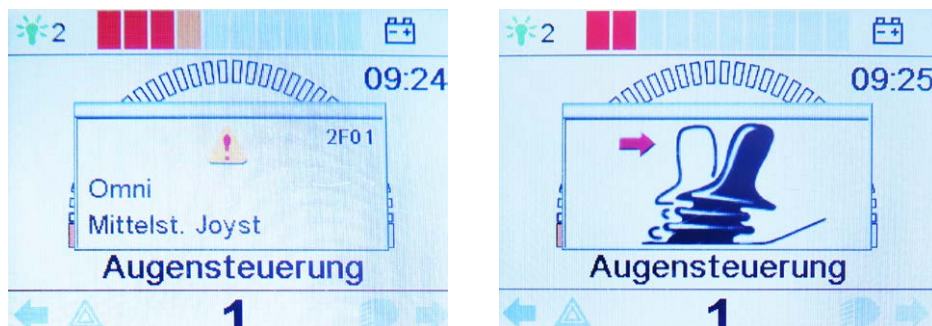 2
09:24
2F01
Omni
Mittelst. Joyst
Augensteuerung
1
2
09:25
Augensteuerung
1